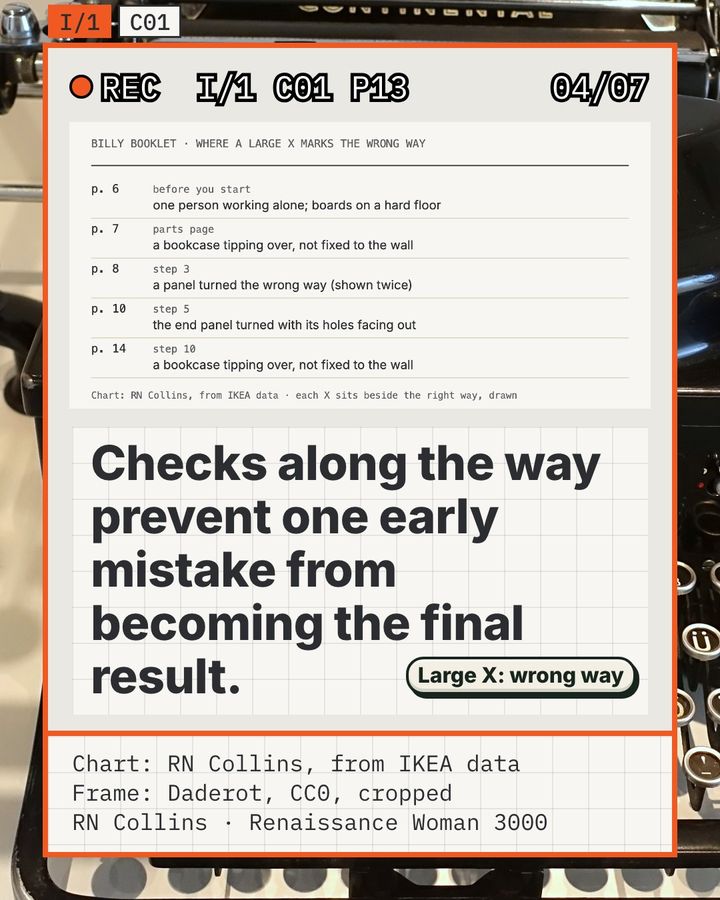 CONTINENTAL
I/1 C01
REC I/1 C01 P13 04/07
BILLY BOOKLET · WHERE A LARGE X MARKS THE WRONG WAY
p. 6 before you start
one person working alone; boards on a hard floor
p. 7 parts page
a bookcase tipping over, not fixed to the wall
p. 8 step 3
a panel turned the wrong way (shown twice)
p. 10 step 5
the end panel turned with its holes facing out
p. 14 step 10
a bookcase tipping over, not fixed to the wall
Chart: RN Collins, from IKEA data · each X sits beside the right way, drawn
Checks along the way
prevent one early
mistake from
becoming the final
result.
Large X: wrong way
Chart: RN Collins, from IKEA data
Frame: Daderot, CC0, cropped
RN Collins · Renaissance Woman 3000
Ü